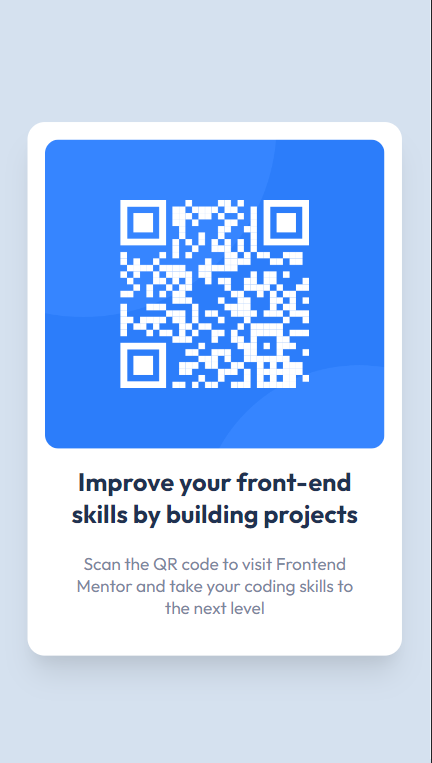 Improve your front-end
skills by building projects
Scan the QR code to visit Frontend
Mentor and take your coding skills to
the next level